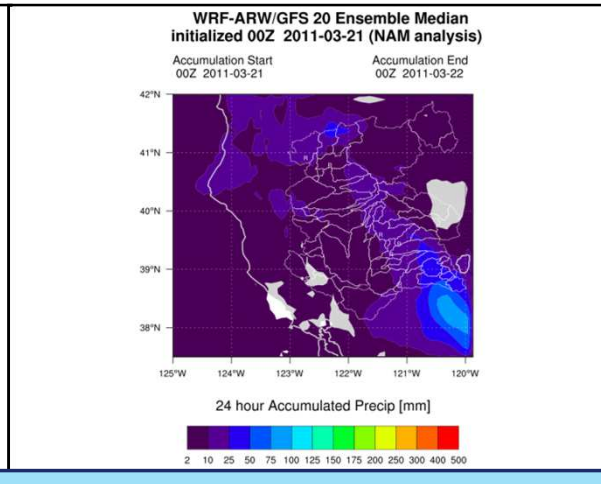 WRF-ARW/GFS 20 Ensemble Median
initialized 00Z 2011-03-21 (NAM analysis)
Accumulation Start Accumulation End
00Z 2011-03-21 00Z 2011-03-22
42°N
41°N
40°N
39°N
38°N
125°W 124°W 123°W 122°W 121°W 120°W
24 hour Accumulated Precip [mm]
2 10 25 50 75 100 125 150 175 200 250 300 400 500